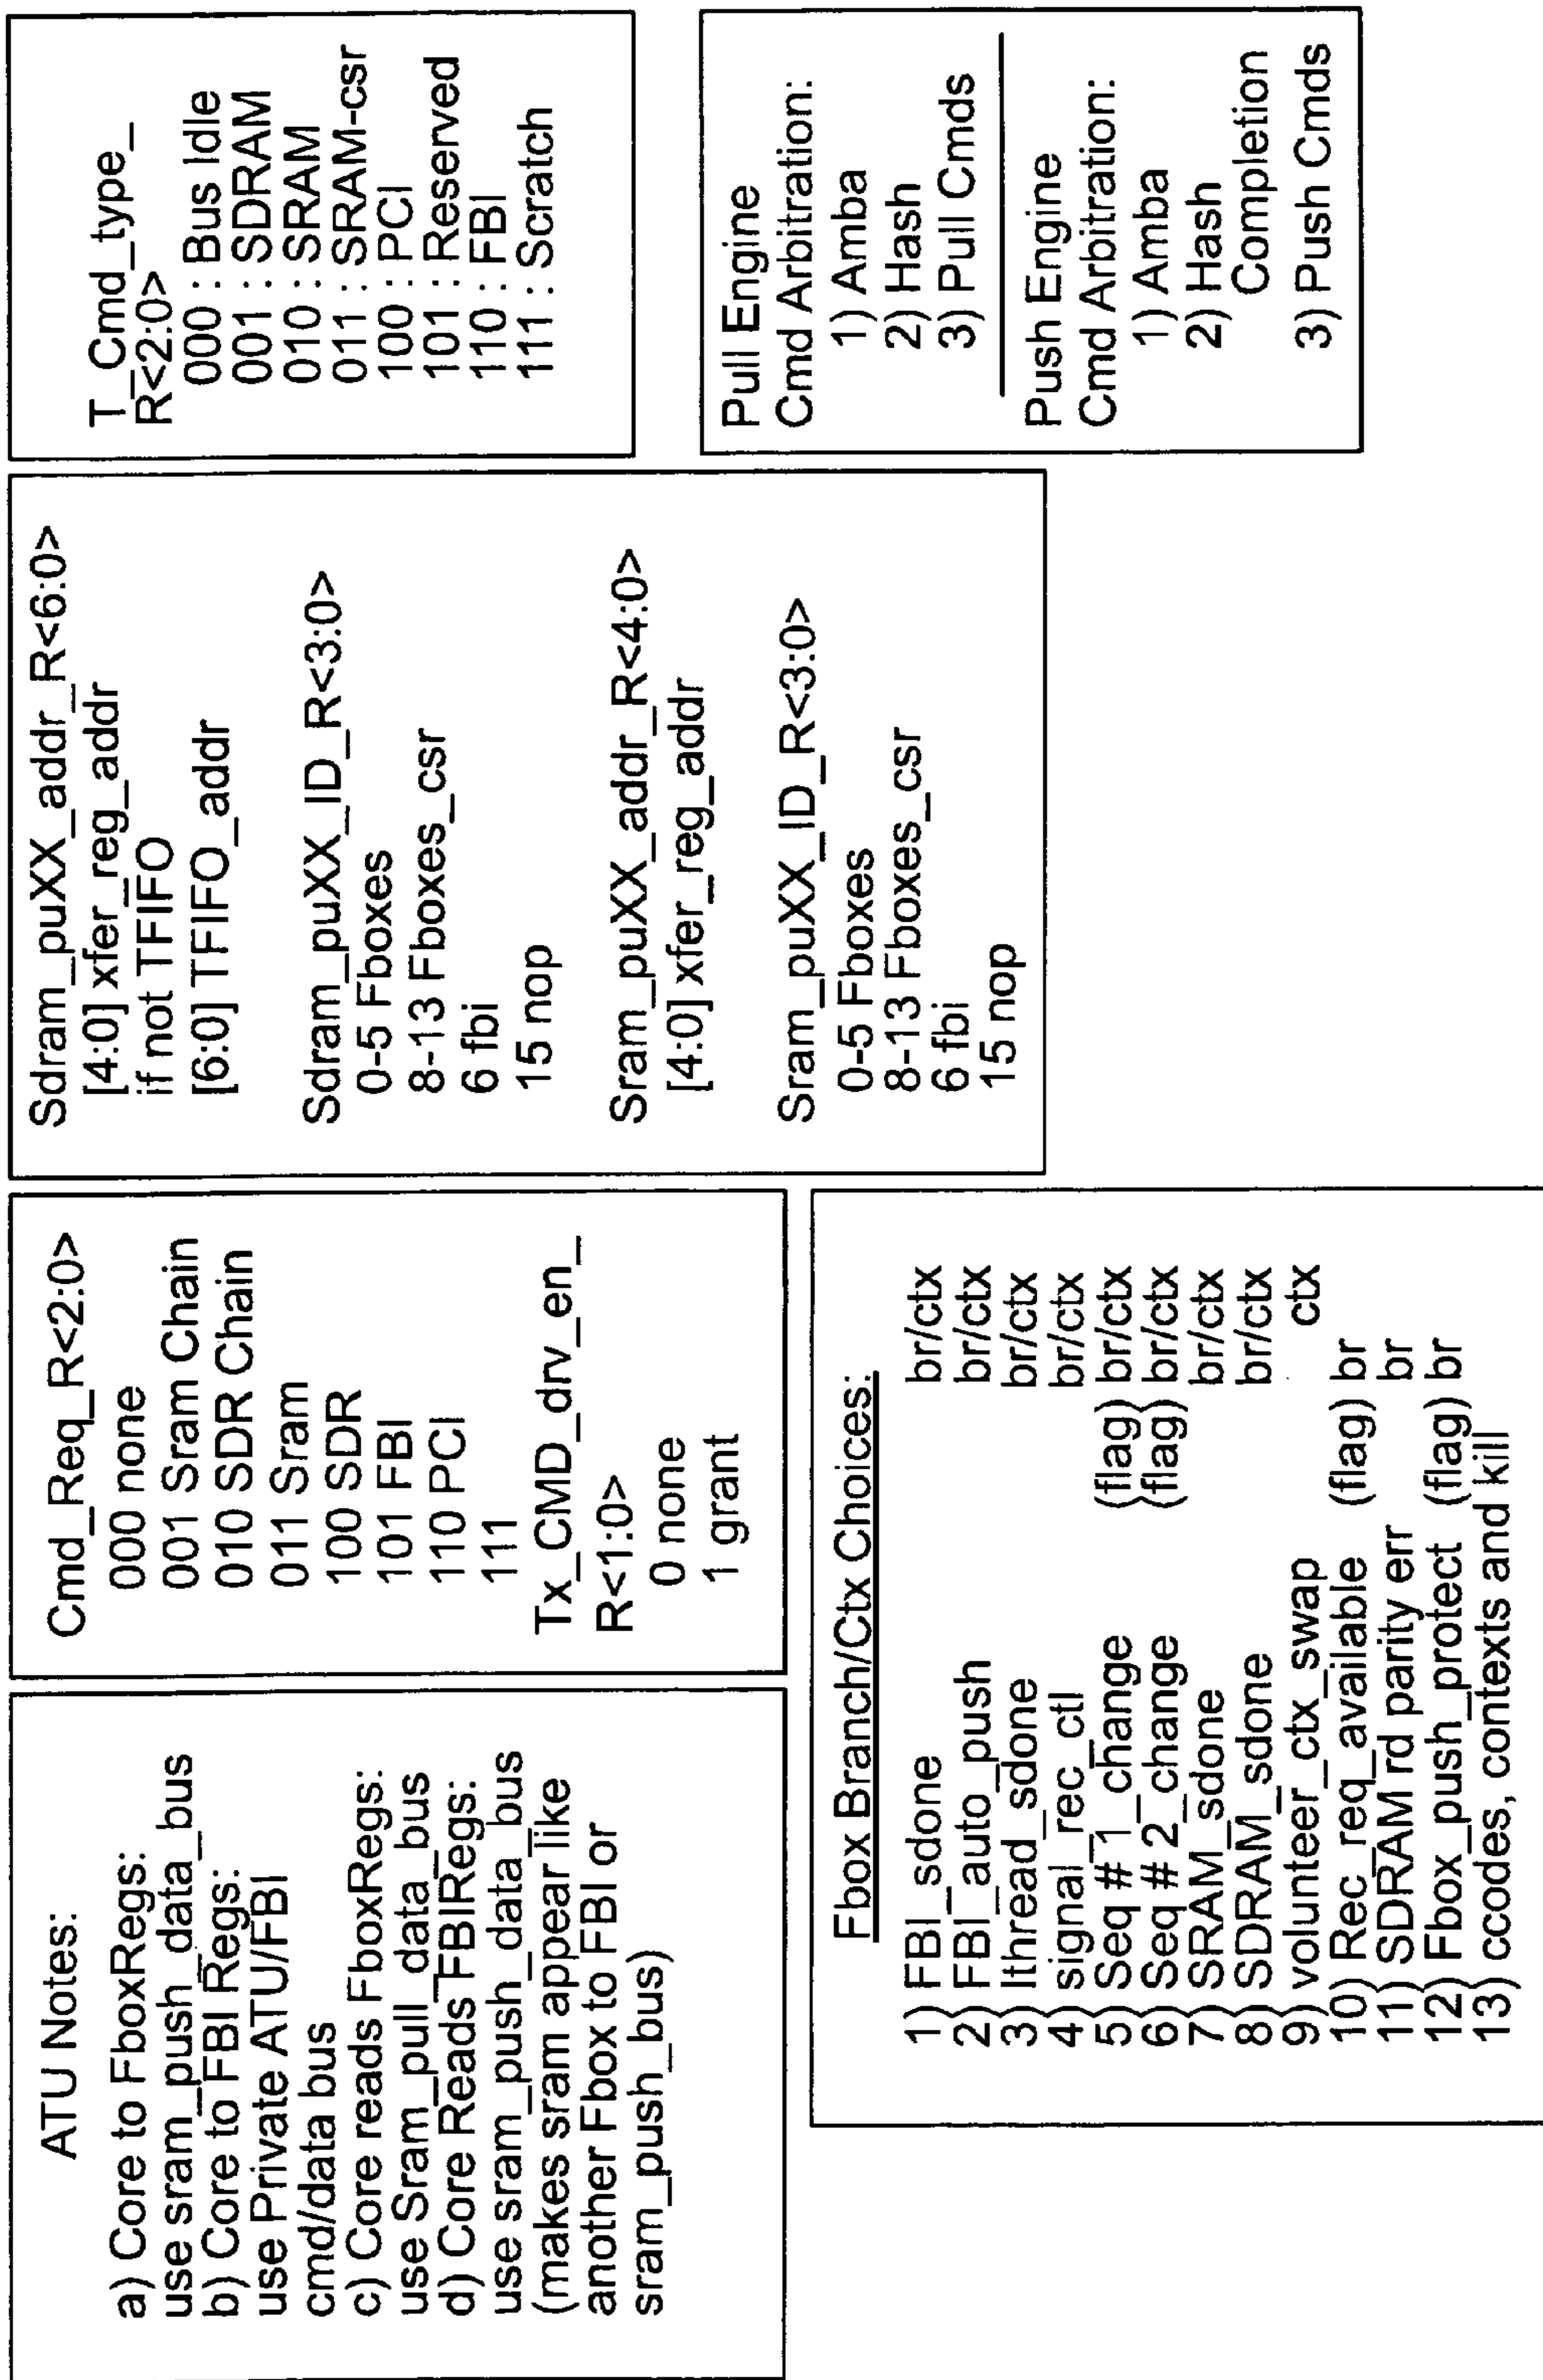 ATU Notes:
a) Core to FboxRegs:
use sram_push_data_bus
b) Core to FBI Regs:
use Private ATU/FBI
cmd/data bus
c) Core reads FboxRegs:
use Sram_pull_data_bus
d) Core Reads FBIRegs:
use sram_push_data_bus
(makes sram appear like
another Fbox to FBI or
sram_push_bus)
Cmd_Req_R<2:0>
000 none
001 Sram Chain
010 SDR Chain
011 Sram
100 SDR
101 FBI
110 PCI
111
Tx_CMD_drv_en_
R<1:0>
0 none
1 grant
Sdram_puXX_addr_R<6:0>
[4:0] xfer_reg_addr
if not TFIFO
[6:0] TFIFO_addr
Sdram_puXX_ID_R<3:0>
0-5 Fboxes
8-13 Fboxes_csr
6 fbi
15 nop
Sram_puXX_addr_R<4:0>
[4:0] xfer_reg_addr
Sram_puXX_ID_R<3:0>
0-5 Fboxes
8-13 Fboxes_csr
6 fbi
15 nop
T_Cmd_type_
R<2:0>
000 : Bus Idle
001 : SDRAM
010 : SRAM
011 : SRAM-csr
100 : PCI
101 : Reserved
110 : FBI
111 : Scratch
Fbox Branch/Ctx Choices:
1) FBI_sdone br/ctx
2) FBI_auto_push br/ctx
3) Ithread_sdone br/ctx
4) signal_rec_ctl br/ctx
5) Seq # 1_change (flag) br/ctx
6) Seq # 2_change (flag) br/ctx
7) SRAM_sdone br/ctx
8) SDRAM_sdone br/ctx
9) volunteer_ctx_swap ctx
10) Rec_req_available (flag) br
11) SDRAM rd parity err br
12) Fbox_push_protect (flag) br
13) ccodes, contexts and kill
Pull Engine
Cmd Arbitration:
1) Amba
2) Hash
3) Pull Cmds
Push Engine
Cmd Arbitration:
1) Amba
2) Hash
Completion
3) Push Cmds